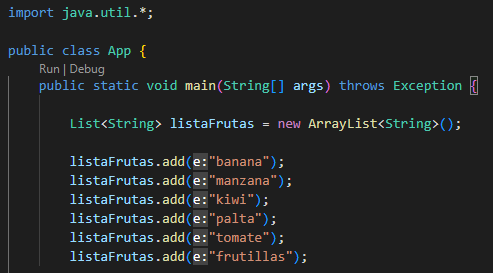 import java.util.*;
public class App {
Run | Debug
public static void main(String[] args) throws Exception {
List<String> listaFrutas = new ArrayList<String>();
listaFrutas.add(e:"banana");
listaFrutas.add(e:"manzana");
listaFrutas.add(e:"kiwi");
listaFrutas.add(e:"palta");
listaFrutas.add(e:"tomate");
listaFrutas.add(e:"frutillas");